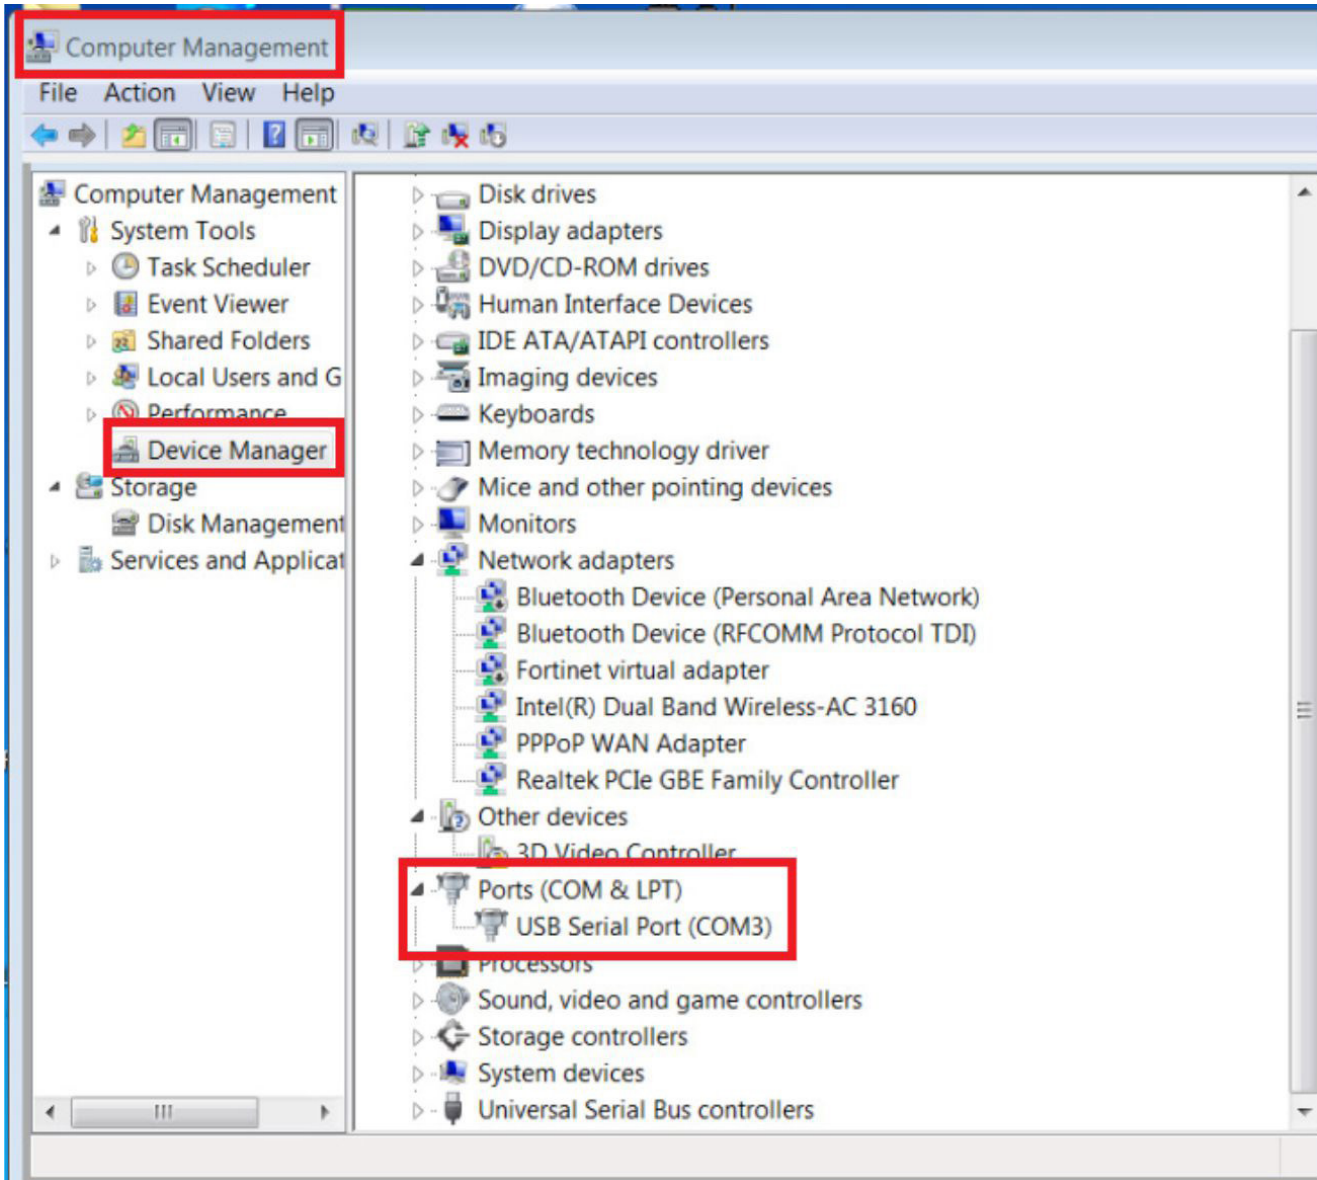 Computer Management
File Action View Help
Computer Management
System Tools
Task Scheduler
Event Viewer
Shared Folders
Local Users and G
Performance
Device Manager
Storage
Disk Management
Services and Applicat
Disk drives
Display adapters
DVD/CD-ROM drives
Human Interface Devices
IDE ATA/ATAPI controllers
Imaging devices
Keyboards
Memory technology driver
Mice and other pointing devices
Monitors
Network adapters
Bluetooth Device (Personal Area Network)
Bluetooth Device (RFCOMM Protocol TDI)
Fortinet virtual adapter
Intel(R) Dual Band Wireless-AC 3160
PPPoP WAN Adapter
Realtek PCIe GBE Family Controller
Other devices
3D Video Controller
Ports (COM & LPT)
USB Serial Port (COM3)
Processors
Sound, video and game controllers
Storage controllers
System devices
Universal Serial Bus controllers